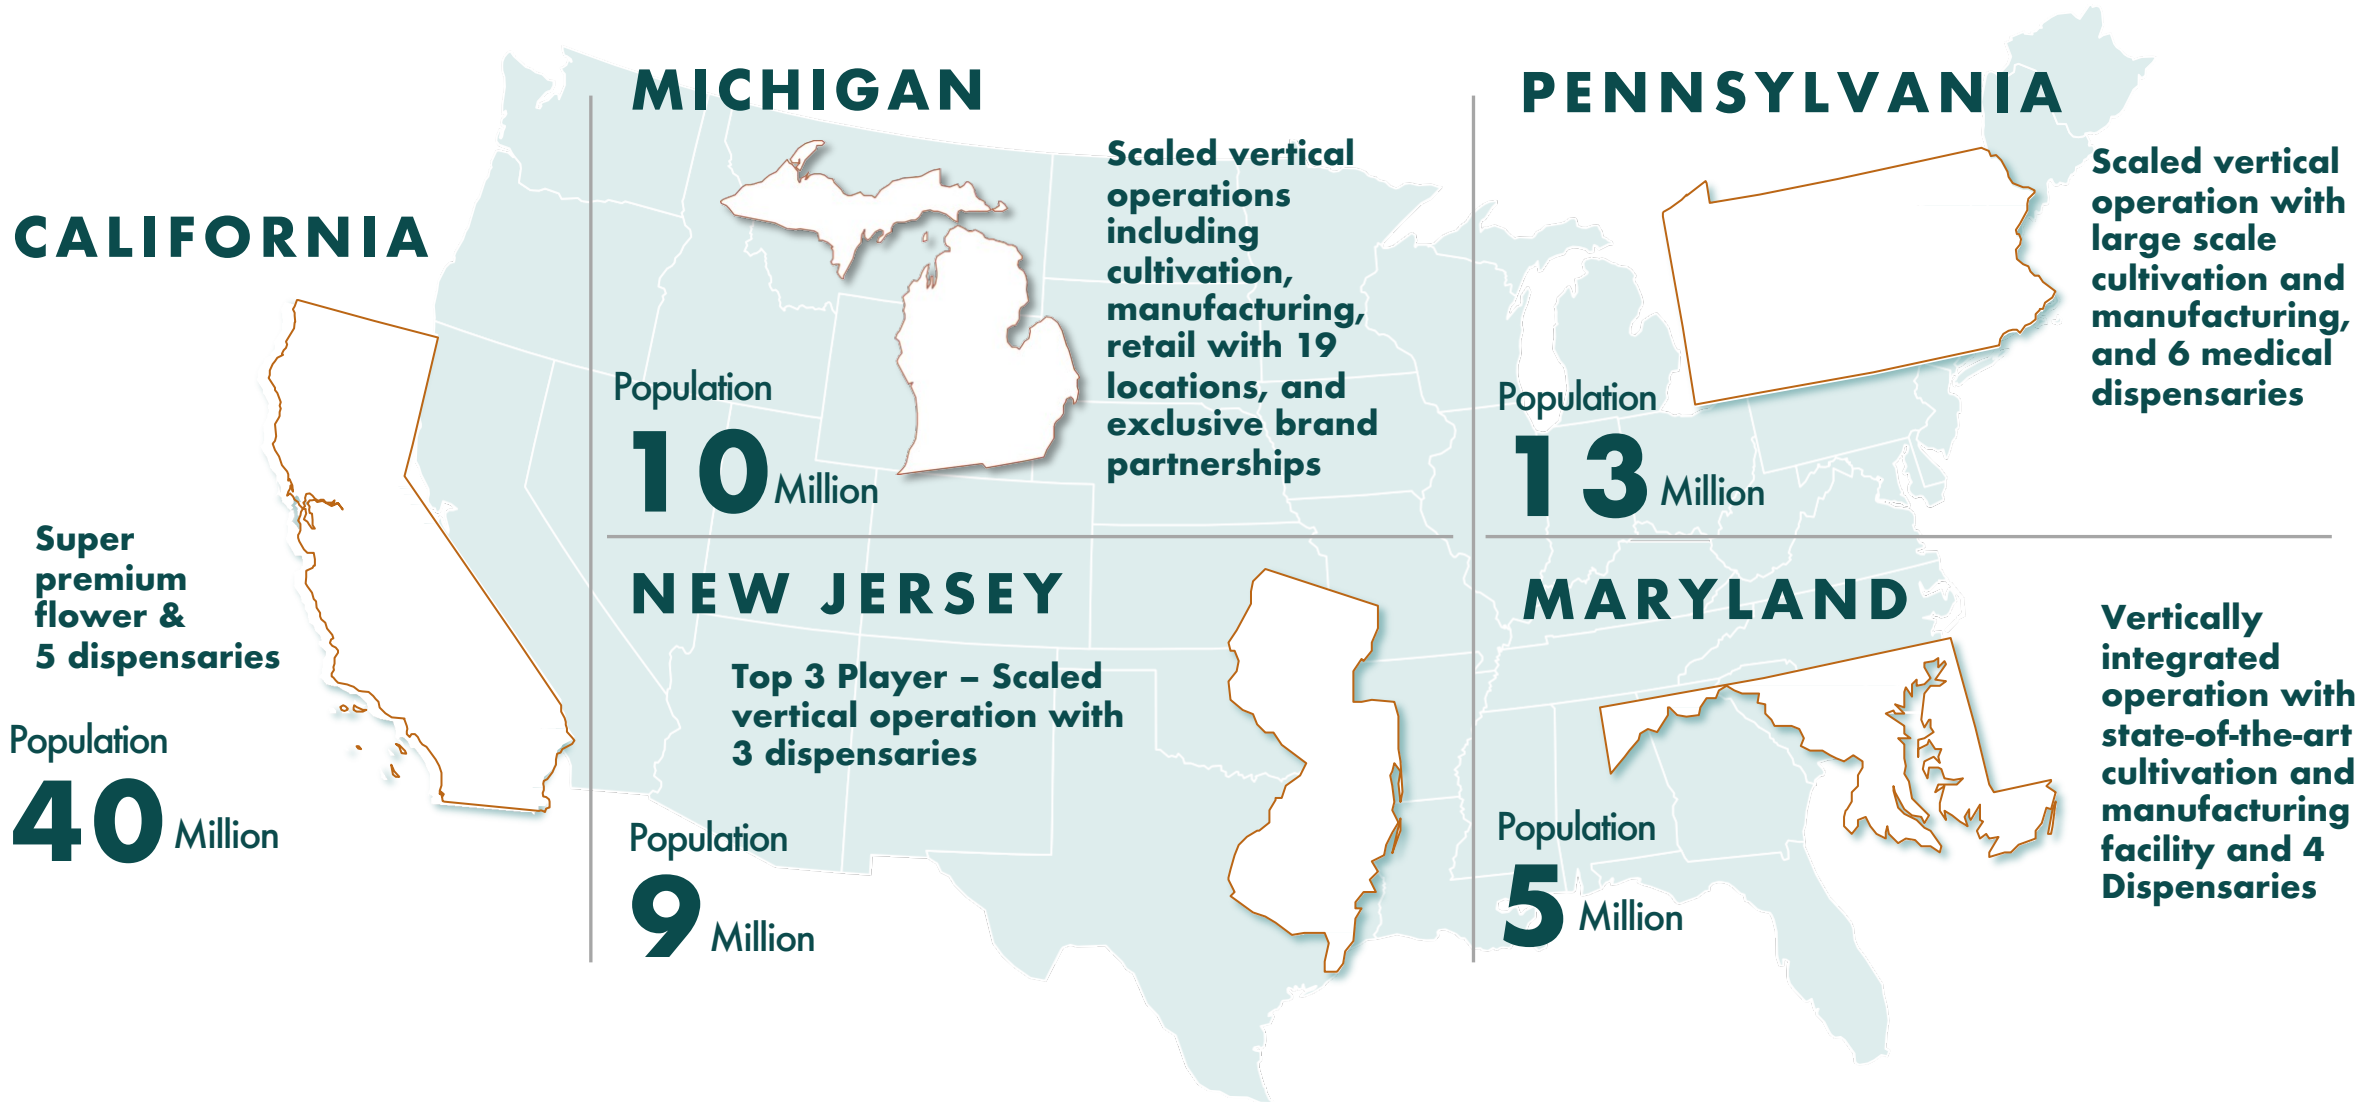 CALIFORNIA
Super
premium
flower &
5 dispensaries
Population
40 Million
MICHIGAN
Scaled vertical
operations
including
cultivation,
manufacturing,
retail with 19
locations, and
exclusive brand
partnerships
Population
10 Million
NEW JERSEY
Top 3 Player – Scaled
vertical operation with
3 dispensaries
Population
9 Million
PENNSYLVANIA
Scaled vertical
operation with
large scale
cultivation and
manufacturing,
and 6 medical
dispensaries
Population
13 Million
MARYLAND
Vertically
integrated
operation with
state-of-the-art
cultivation and
manufacturing
facility and 4
Dispensaries
Population
5 Million